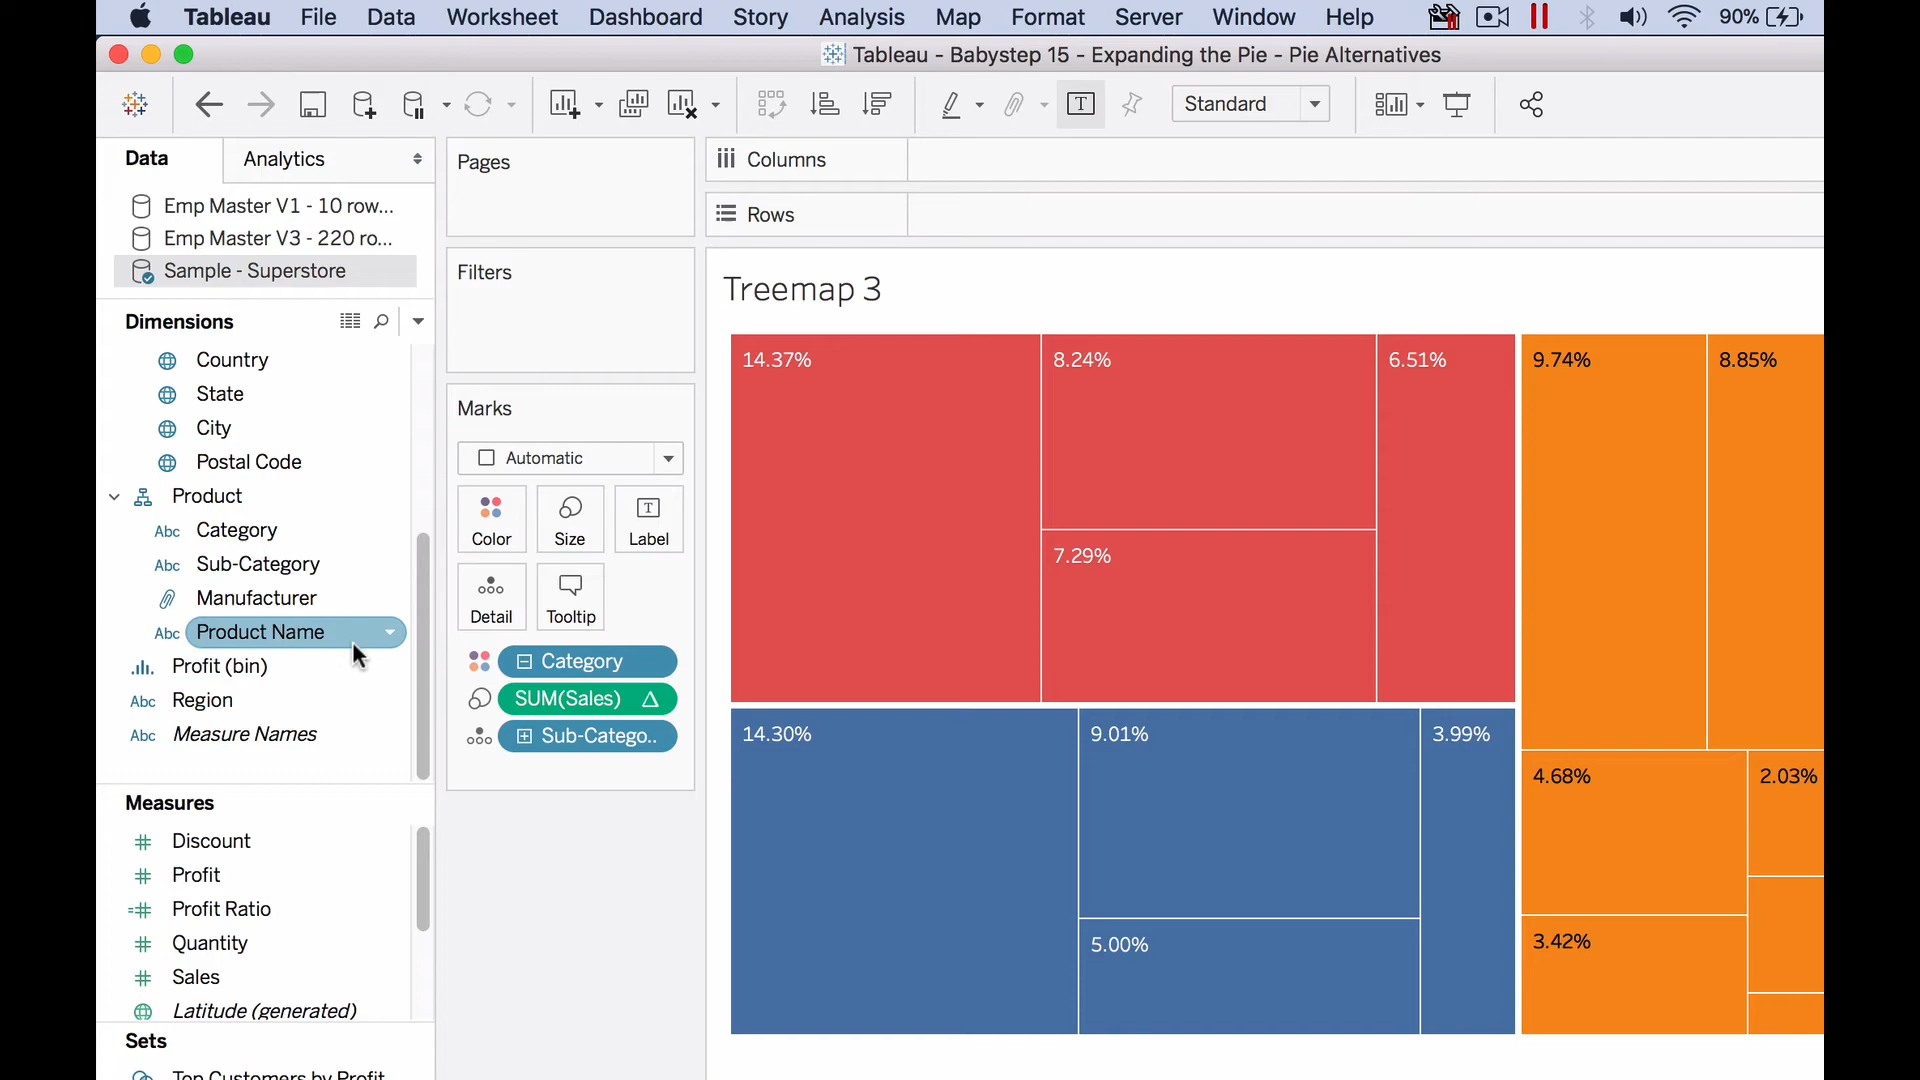 Tableau File Data Worksheet Dashboard Story Analysis Map Format Server Window Help 90%
Tableau - Babystep 15 - Expanding the Pie - Pie Alternatives
Standard
Data Analytics
Emp Master V1 - 10 row...
Emp Master V3 - 220 ro...
Sample - Superstore
Dimensions
Country
State
City
Postal Code
Product
Abc Category
Abc Sub-Category
Manufacturer
Abc Product Name
Profit (bin)
Abc Region
Abc Measure Names
Measures
Discount
Profit
Profit Ratio
Quantity
Sales
Latitude (generated)
Sets
Top Customers by Profit
Pages
Filters
Marks
Automatic
Color Size Label
Detail Tooltip
Category
SUM(Sales)
Sub-Catego..
Columns
Rows
Treemap 3
14.37% 8.24% 6.51% 9.74% 8.85%
7.29%
14.30% 9.01% 3.99%
4.68% 2.03%
5.00% 3.42%